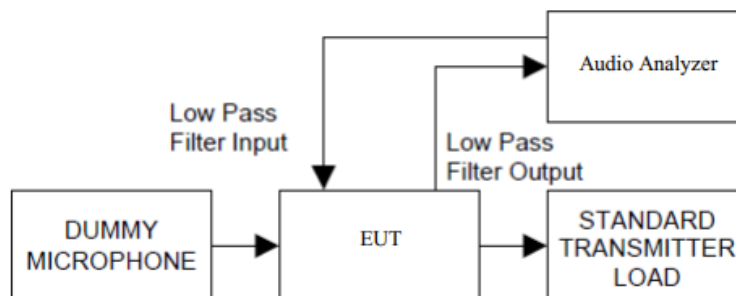 Audio Analyzer
Low Pass
Filter Input
Low Pass
Filter Output
DUMMY
MICROPHONE
EUT
STANDARD
TRANSMITTER
LOAD